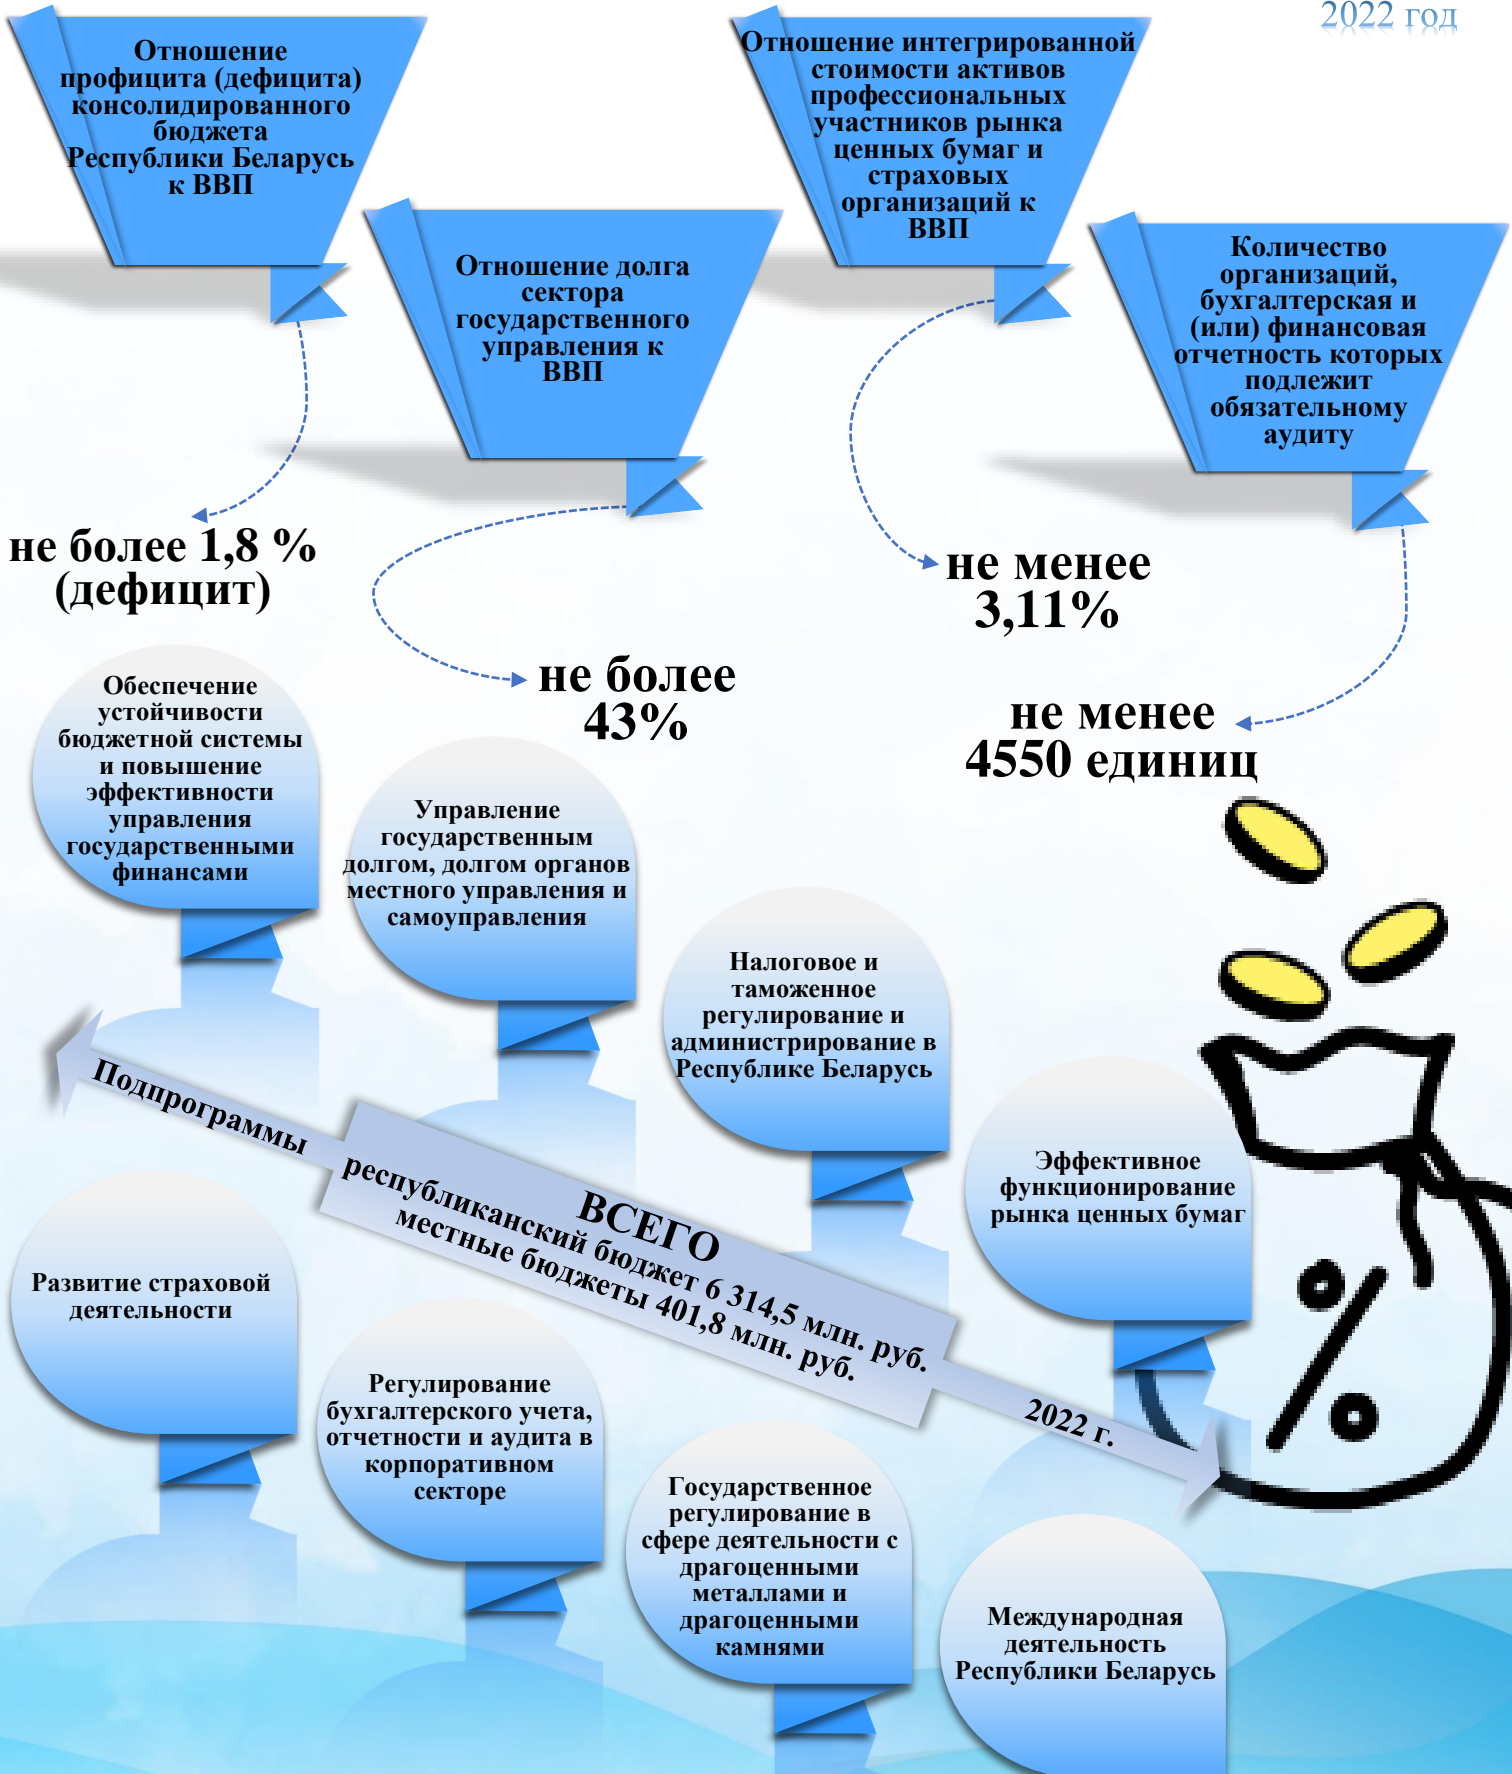 2022 год
Отношение
профицита (дефицита)
консолидированного
бюджета
Республики Беларусь
к ВВП
Отношение долга
сектора
государственного
управления к
ВВП
Отношение интегрированной
стоимости активов
профессиональных
участников рынка
ценных бумаг и
страховых
организаций к
ВВП
Количество
организаций,
бухгалтерская и
(или) финансовая
отчетность которых
подлежит
обязательному
аудиту
не более 1,8 %
(дефицит)
не более
43%
не менее
3,11%
не менее
4550 единиц
Обеспечение
устойчивости
бюджетной системы
и повышение
эффективности
управления
государственными
финансами
Управление
государственным
долгом, долгом органов
местного управления и
самоуправления
Налоговое и
таможенное
регулирование и
администрирование в
Республике Беларусь
Эффективное
функционирование
рынка ценных бумаг
Подпрограммы
ВСЕГО
республиканский бюджет 6 314,5 млн. руб.
местные бюджеты 401,8 млн. руб.
2022 г.
%
Развитие страховой
деятельности
Регулирование
бухгалтерского учета,
отчетности и аудита в
корпоративном
секторе
Государственное
регулирование в
сфере деятельности с
драгоценными
металлами и
драгоценными
камнями
Международная
деятельность
Республики Беларусь